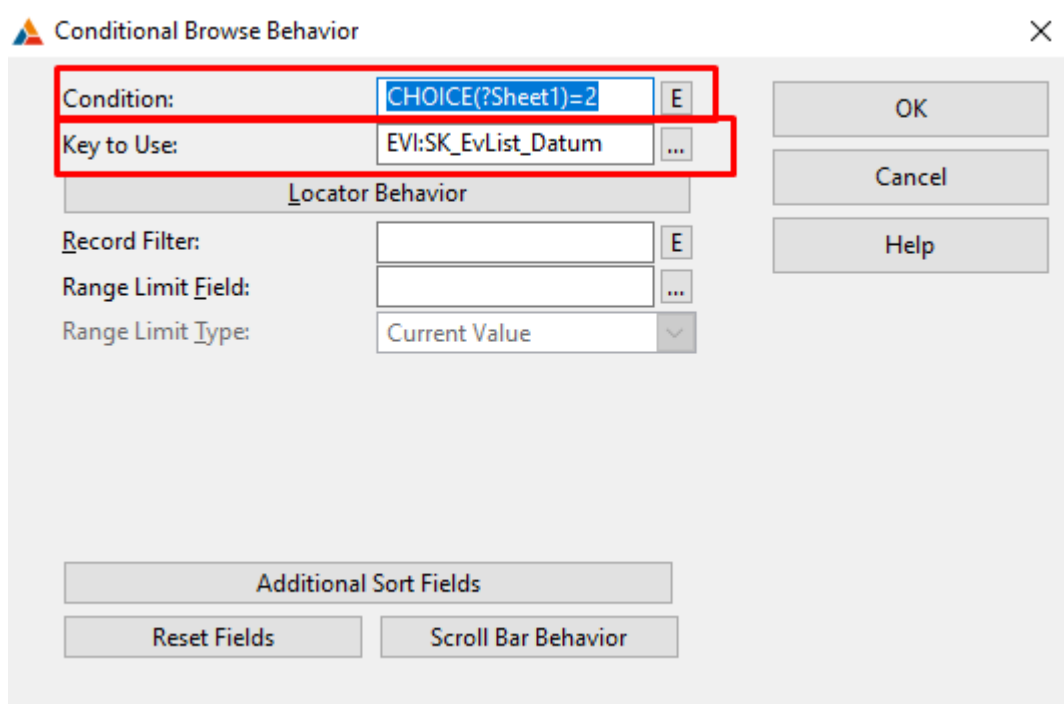 Conditional Browse Behavior
Condition: CHOICE(?Sheet1)=2 E
OK
Key to Use: EVI:SK_EvList_Datum ...
Cancel
Locator Behavior
Record Filter: E
Help
Range Limit Field: ...
Range Limit Type: Current Value
Additional Sort Fields
Reset Fields Scroll Bar Behavior